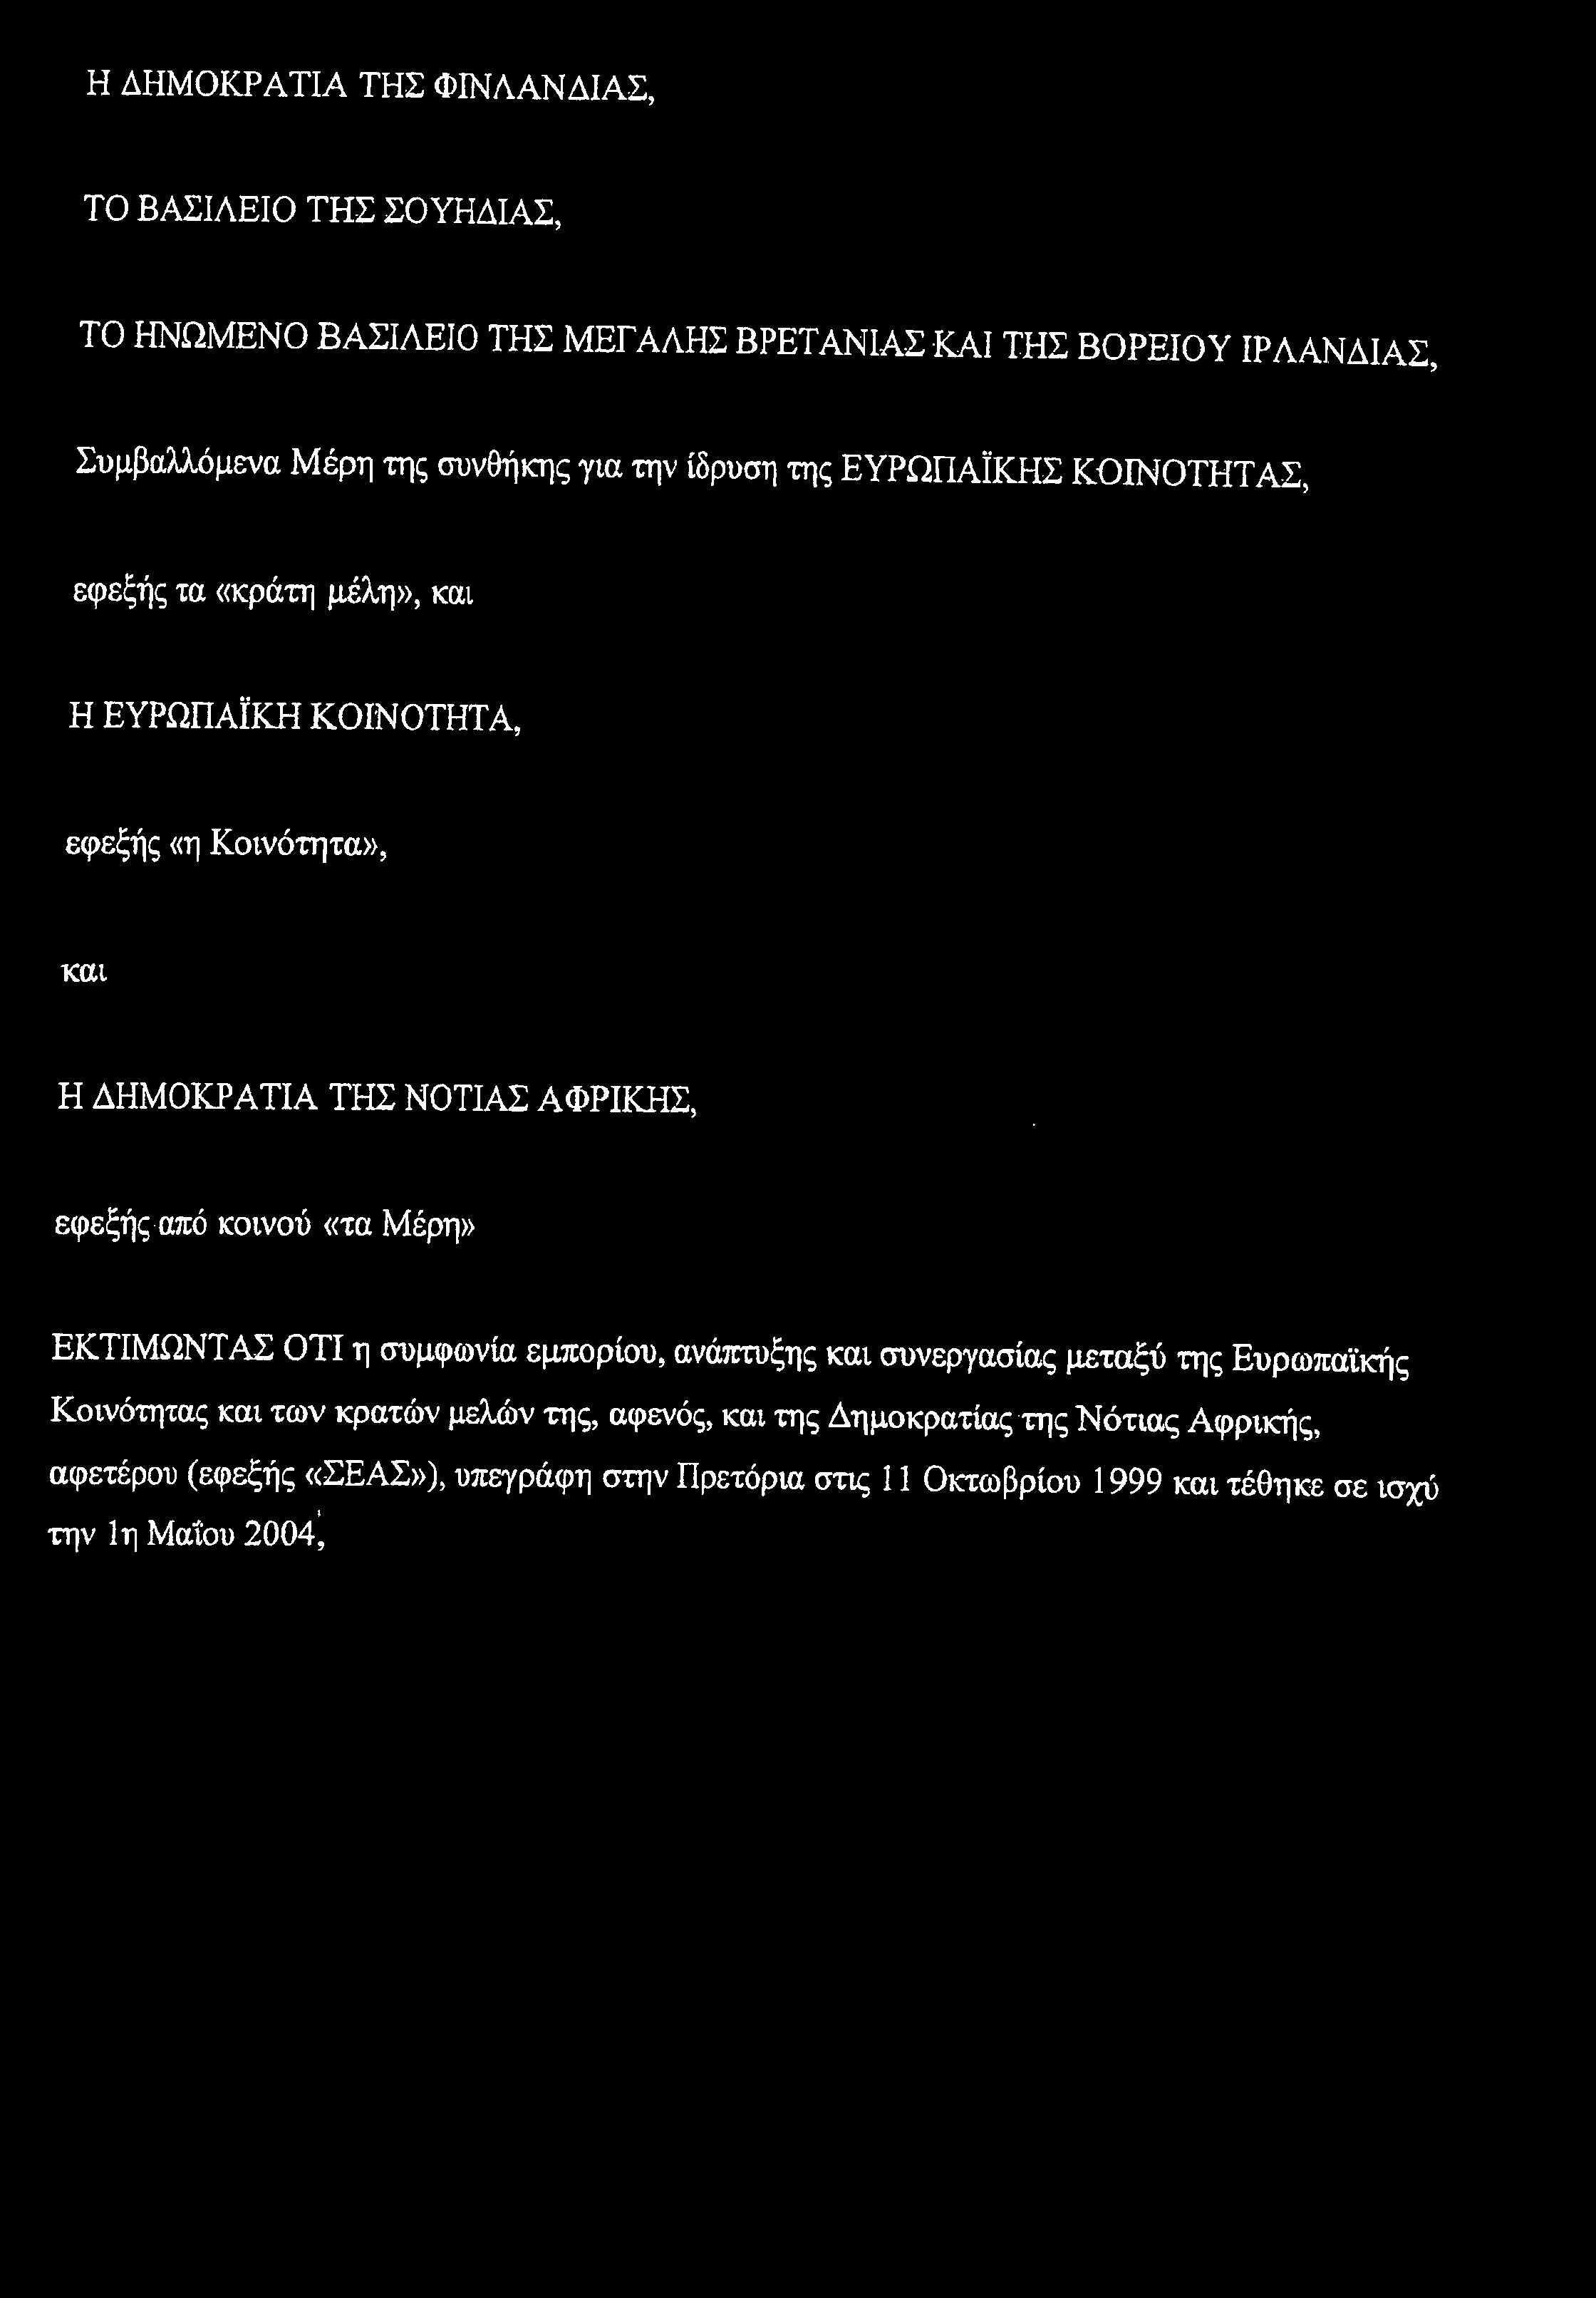 Η ΔΗΜΟΚΡΑΤΙΑ ΤΗΣ ΦΙΝΛΑΝΔΙΑΣ,
ΤΟ ΒΑΣΙΛΕΙΟ ΤΗΣ ΣΟΥΗΔΙΑΣ,
ΤΟ ΗΝΩΜΕΝΟ ΒΑΣΙΛΕΙΟ ΤΗΣ ΜΕΓΑΛΗΣ ΒΡΕΤΑΝΙΑΣ ΚΑΙ ΤΗΣ ΒΟΡΕΙΟΥ ΙΡΛΑΝΔΙΑΣ,
Συμβαλλόμενα Μέρη της συνθήκης για την ίδρυση της ΕΥΡΩΠΑΪΚΗΣ ΚΟΙΝΟΤΗΤΑΣ,
εφεξής τα «κράτη μέλη», και
Η ΕΥΡΩΠΑΪΚΗ ΚΟΙΝΟΤΗΤΑ,
εφεξής «η Κοινότητα»,
και
Η ΔΗΜΟΚΡΑΤΙΑ ΤΗΣ ΝΟΤΙΑΣ ΑΦΡΙΚΗΣ,
εφεξής από κοινού «τα Μέρη»
ΕΚΤΙΜΩΝΤΑΣ ΟΤΙ η συμφωνία εμπορίου, ανάπτυξης και συνεργασίας μεταξύ της Ευρωπαϊκής
Κοινότητας και των κρατών μελών της, αφενός, και της Δημοκρατίας της Νότιας Αφρικής,
αφετέρου (εφεξής «ΣΕΑΣ»), υπεγράφη στην Πρετόρια στις 11 Οκτωβρίου 1999 και τέθηκε σε ισχύ
την 1η Μαΐου 2004,